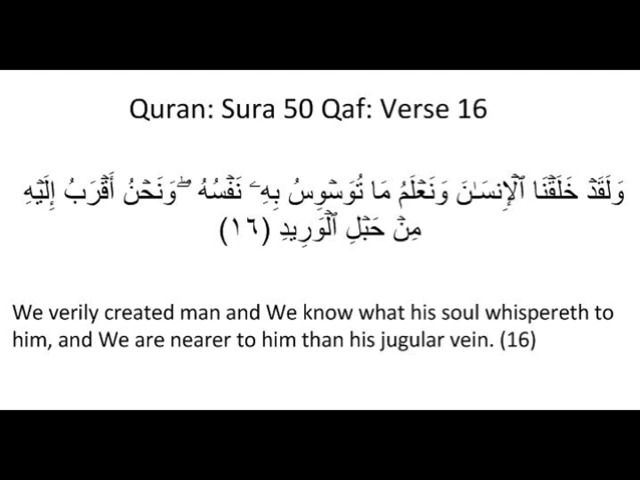 Quran: Sura 50 Qaf: Verse 16
وَلَقَدۡ خَلَقۡنَا ٱلۡإِنسَـٰنَ وَنَعۡلَمُ مَا تُوَسۡوِسُ بِهِۦ نَفۡسُهُ ۥ‌ۖ وَنَحۡنُ أَقۡرَبُ إِلَيۡهِ
مِنۡ حَبۡلِ ٱلۡوَرِيدِ (١٦)
We verily created man and We know what his soul whispereth to
him, and We are nearer to him than his jugular vein. (16)